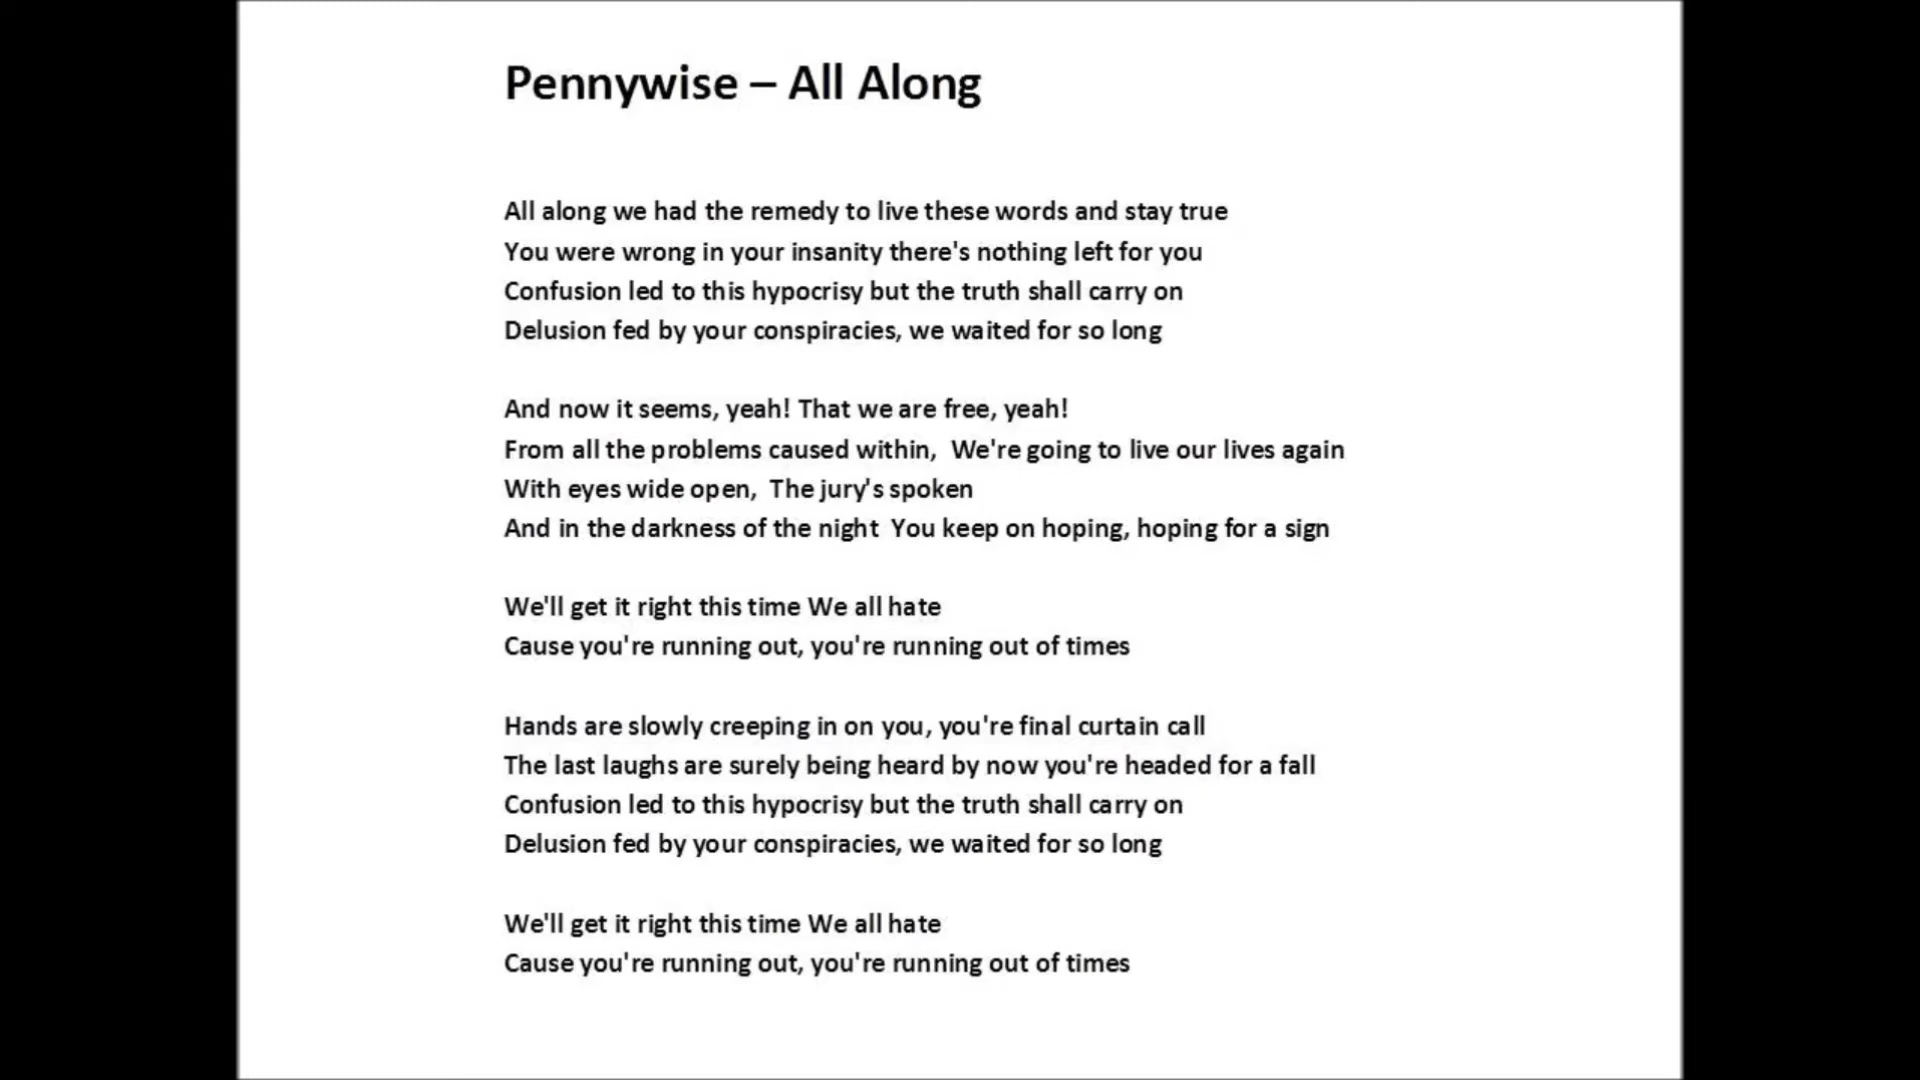 Pennywise – All Along
All along we had the remedy to live these words and stay true
You were wrong in your insanity there's nothing left for you
Confusion led to this hypocrisy but the truth shall carry on
Delusion fed by your conspiracies, we waited for so long
And now it seems, yeah! That we are free, yeah!
From all the problems caused within,  We're going to live our lives again
With eyes wide open,  The jury's spoken
And in the darkness of the night  You keep on hoping, hoping for a sign
We'll get it right this time We all hate
Cause you're running out, you're running out of times
Hands are slowly creeping in on you, you're final curtain call
The last laughs are surely being heard by now you're headed for a fall
Confusion led to this hypocrisy but the truth shall carry on
Delusion fed by your conspiracies, we waited for so long
We'll get it right this time We all hate
Cause you're running out, you're running out of times